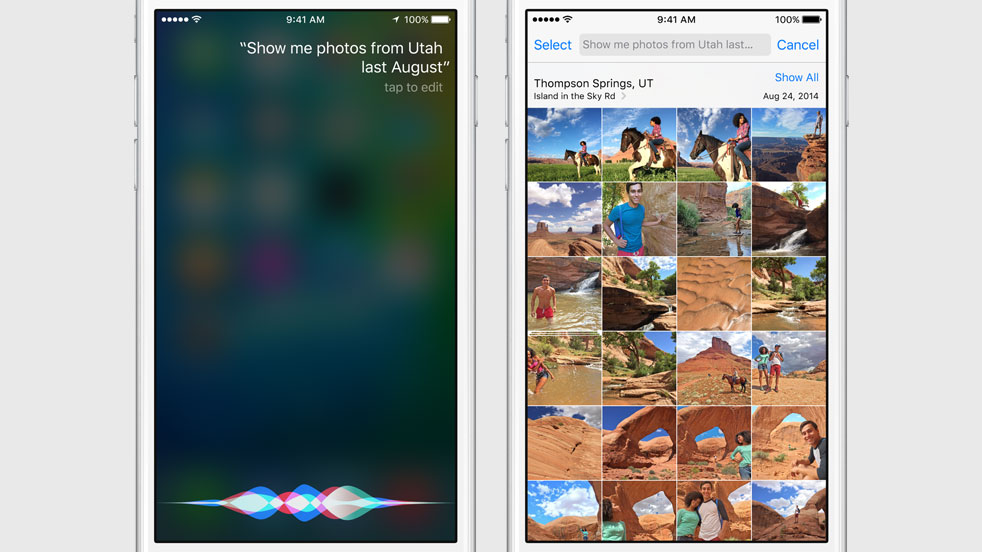 9:41 AM
100%
“Show me photos from Utah
last August”
tap to edit
9:41 AM
100%
Select
Show me photos from Utah last...
Cancel
Thompson Springs, UT
Show All
Island in the Sky Rd
Aug 24, 2014